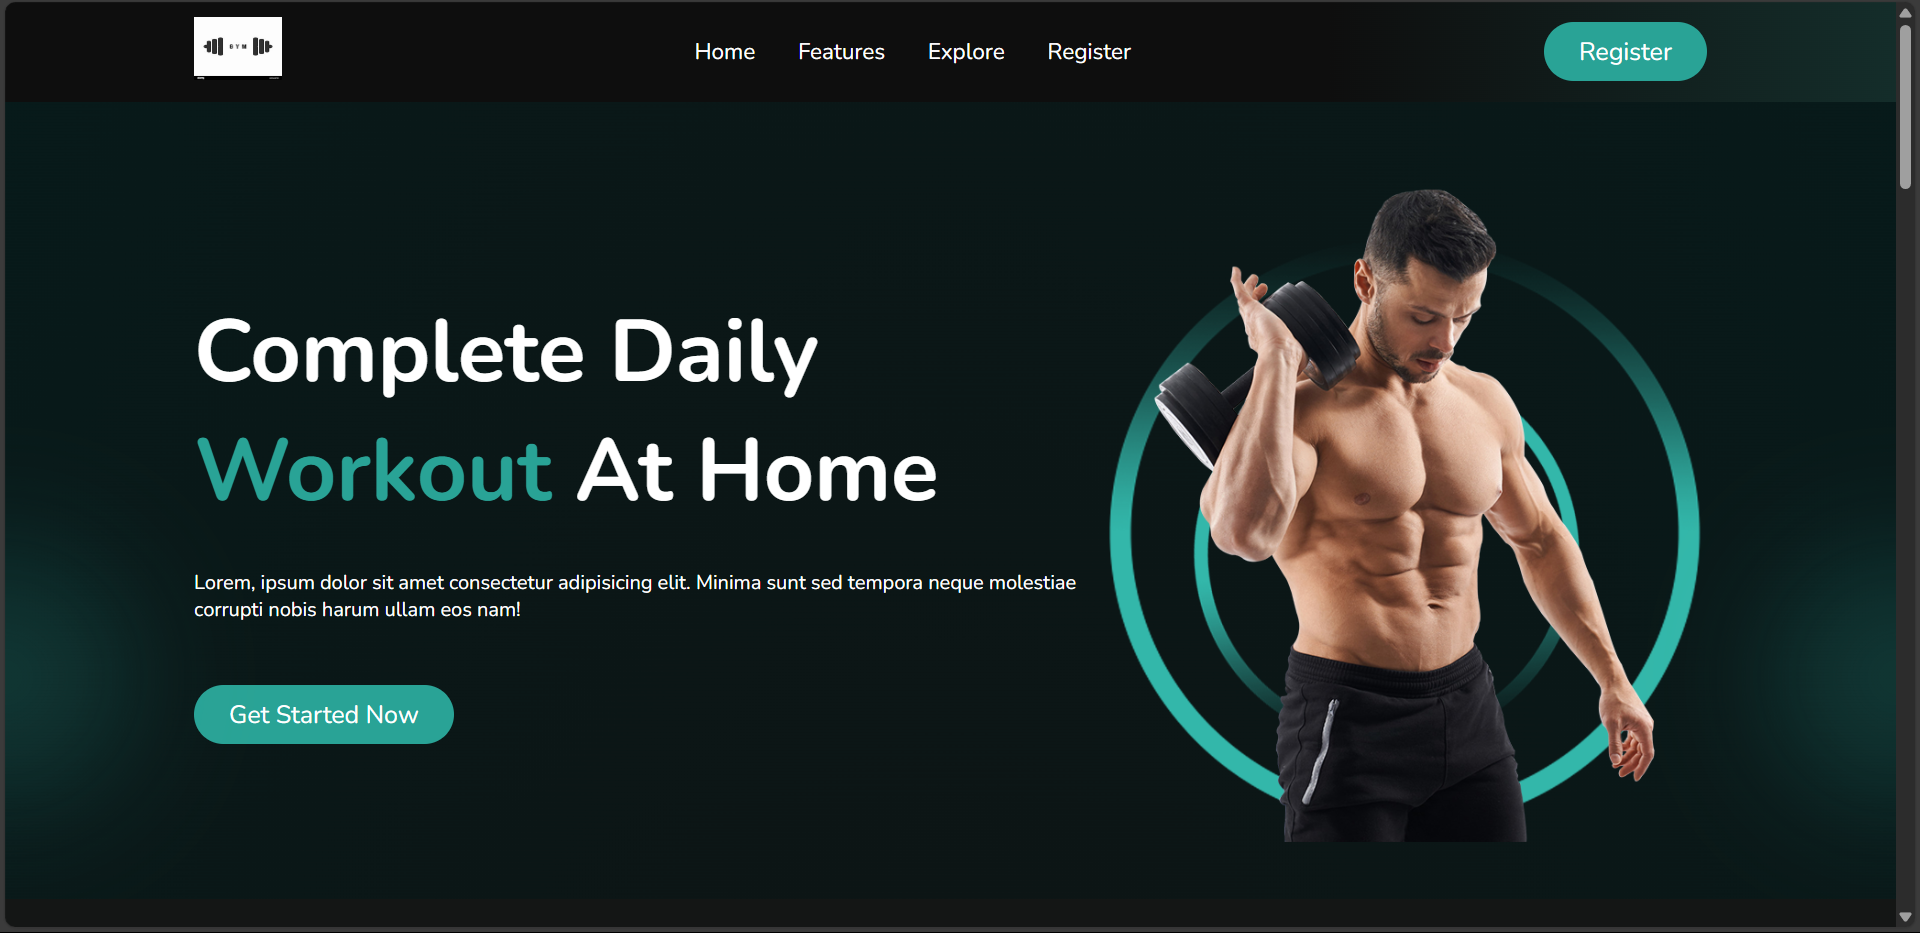 GYM
Home
Features
Explore
Register
Register
Complete Daily
Workout At Home
Lorem, ipsum dolor sit amet consectetur adipisicing elit. Minima sunt sed tempora neque molestiae
corrupti nobis harum ullam eos nam!
Get Started Now